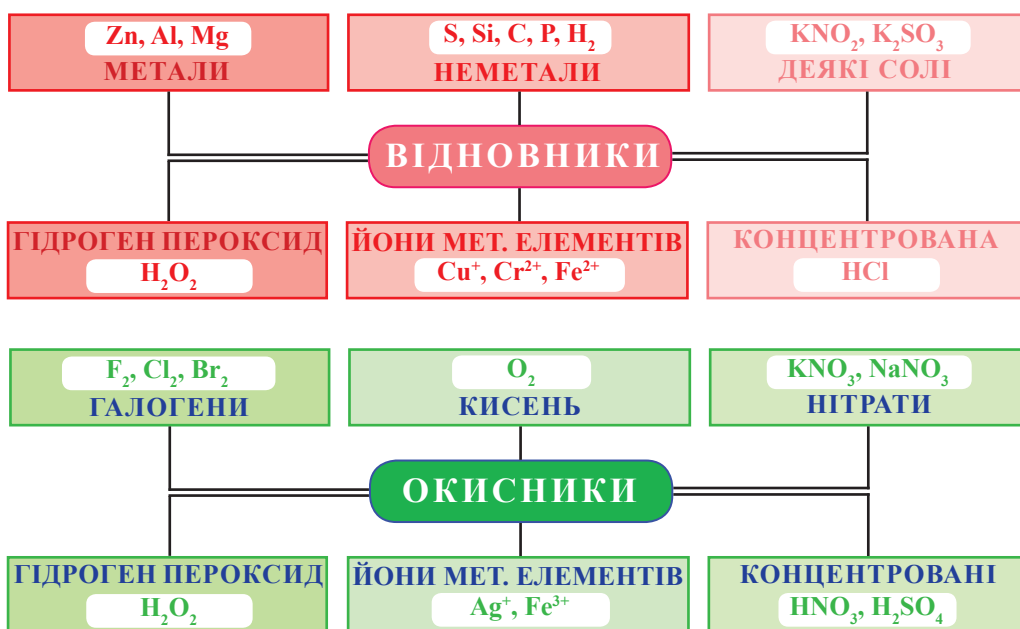 Zn, Al, Mg
МЕТАЛИ
S, Si, C, P, H₂
НЕМЕТАЛИ
KNO₂, K₂SO₃
ДЕЯКІ СОЛІ
ВІДНОВНИКИ
ГІДРОГЕН ПЕРОКСИД
H₂O₂
ЙОНИ МЕТ. ЕЛЕМЕНТІВ
Cu⁺, Cr²⁺, Fe²⁺
КОНЦЕНТРОВАНА
HCl
F₂, Cl₂, Br₂
ГАЛОГЕНИ
O₂
КИСЕНЬ
KNO₃, NaNO₃
НІТРАТИ
ОКИСНИКИ
ГІДРОГЕН ПЕРОКСИД
H₂O₂
ЙОНИ МЕТ. ЕЛЕМЕНТІВ
Ag⁺, Fe³⁺
КОНЦЕНТРОВАНІ
HNO₃, H₂SO₄